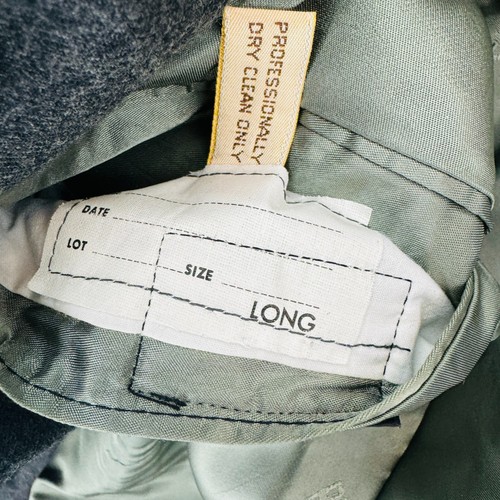 PROFESSIONALLY
DRY CLEAN ONLY
DATE
LOT
SIZE
LONG